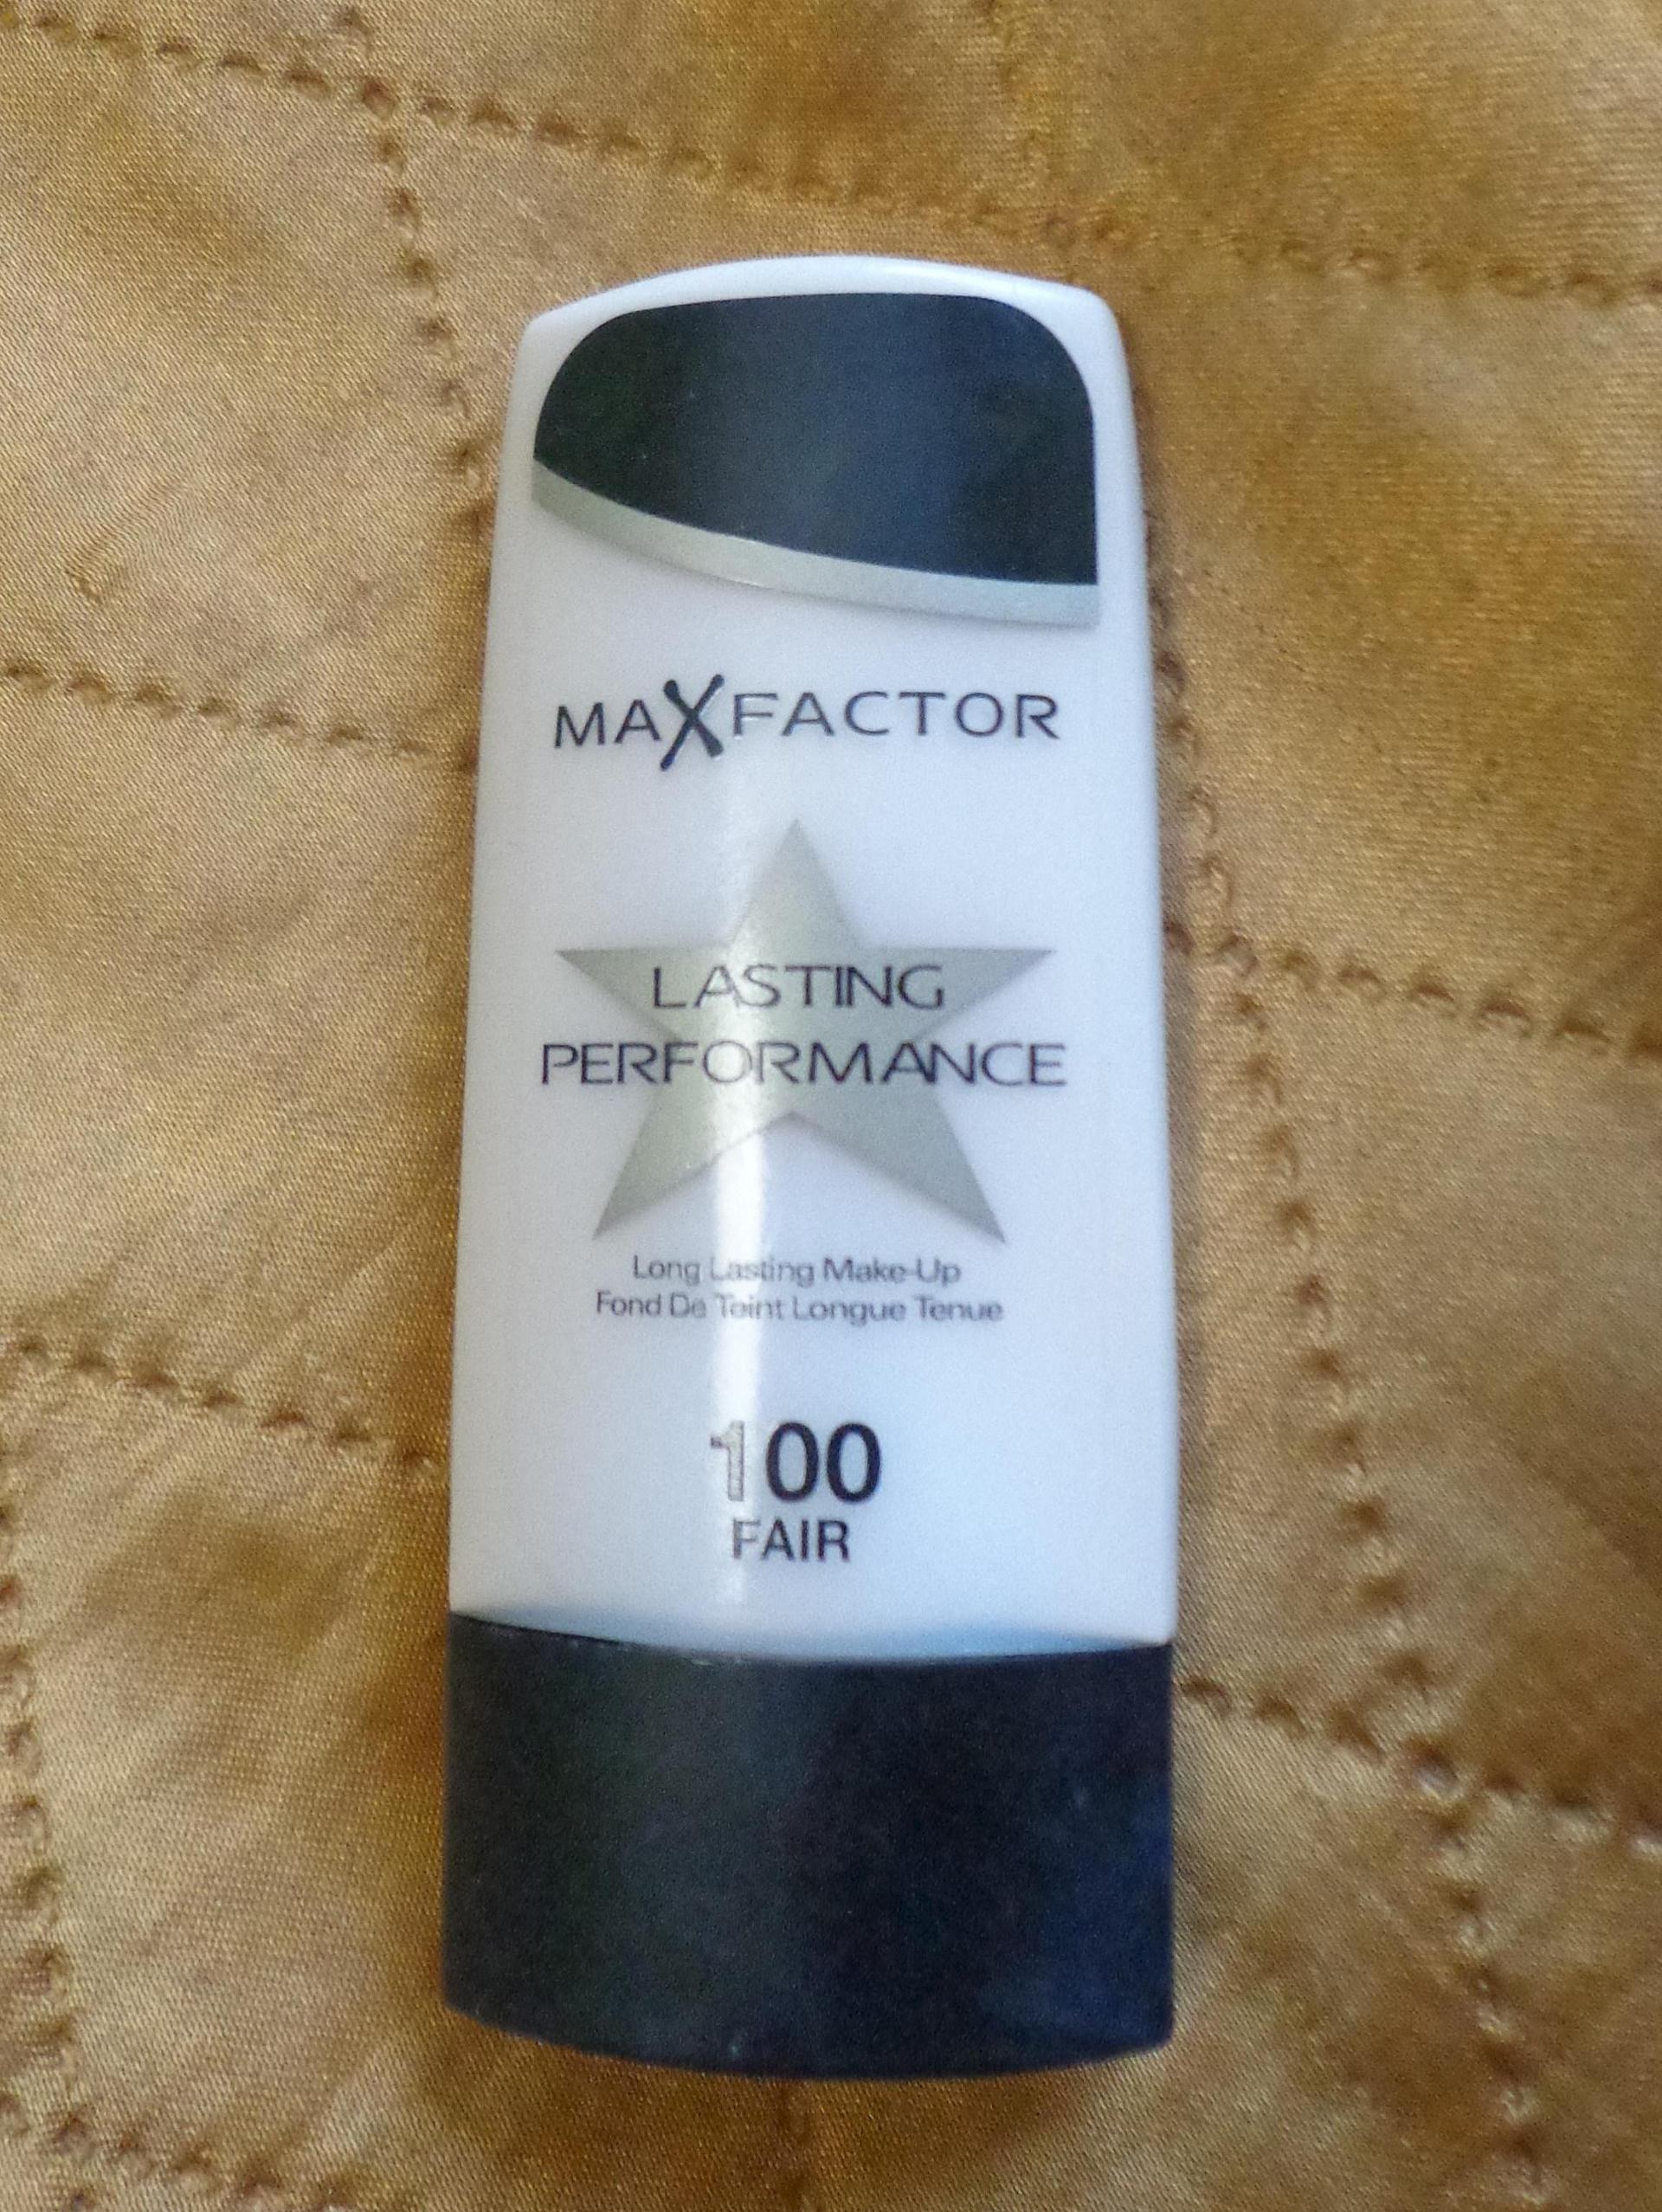 MAXFACTOR
LASTING
PERFORMANCE
Long Lasting Make-Up
Fond De Teint Longue Tenue
100
FAIR